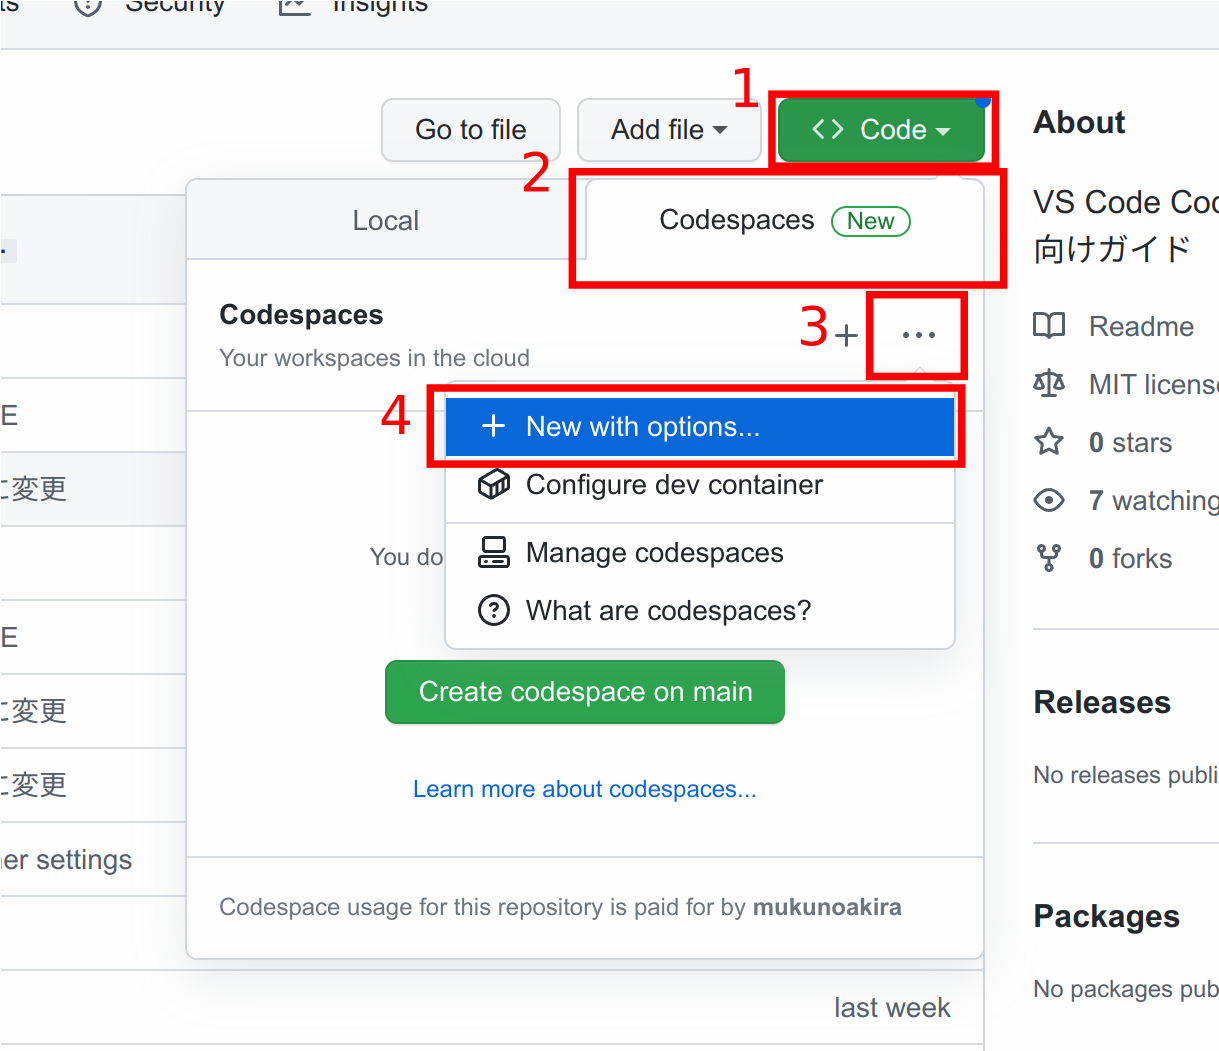 Security
Insights
1
Go to file
Add file
Code
About
2
Local
Codespaces
New
VS Code
向けガイド
Codespaces
Your workspaces in the cloud
3
Readme
MIT license
0 stars
7 watching
0 forks
4
New with options...
Configure dev container
Manage codespaces
What are codespaces?
E
に変更
You do
E
に変更
に変更
settings
Create codespace on main
Learn more about codespaces...
Codespace usage for this repository is paid for by mukunoakira
last week
Releases
No releases publi
Packages
No packages pub